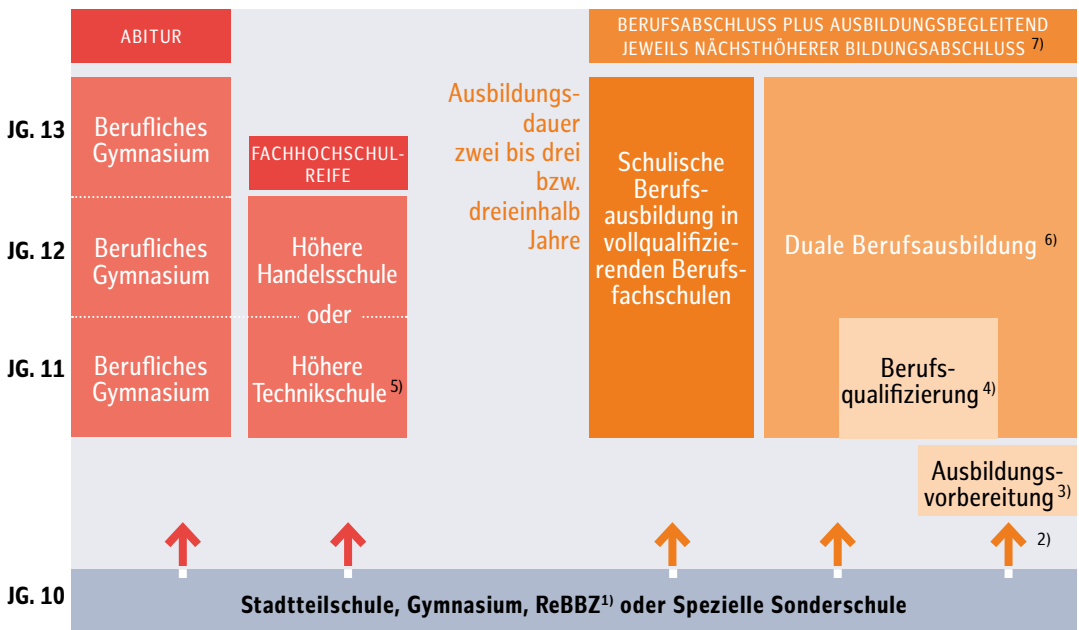 ABITUR
BERUFSABSCHLUSS PLUS AUSBILDUNGSBEGLEITEND
JEWEILS NÄCHSTHÖHERER BILDUNGSABSCHLUSS 7)
JG. 13
Berufliches
Gymnasium
FACHHOCHSCHUL-
REIFE
Ausbildungs-
dauer
zwei bis drei
bzw.
dreieinhalb
Jahre
Schulische
Berufs-
ausbildung in
vollqualifizie-
renden Berufs-
fachschulen
Duale Berufsausbildung 6)
JG. 12
Berufliches
Gymnasium
Höhere
Handelsschule
oder
JG. 11
Berufliches
Gymnasium
Höhere
Technikschule 5)
Berufs-
qualifizierung 4)
Ausbildungs-
vorbereitung 3)
2)
JG. 10
Stadtteilschule, Gymnasium, ReBBZ1) oder Spezielle Sonderschule